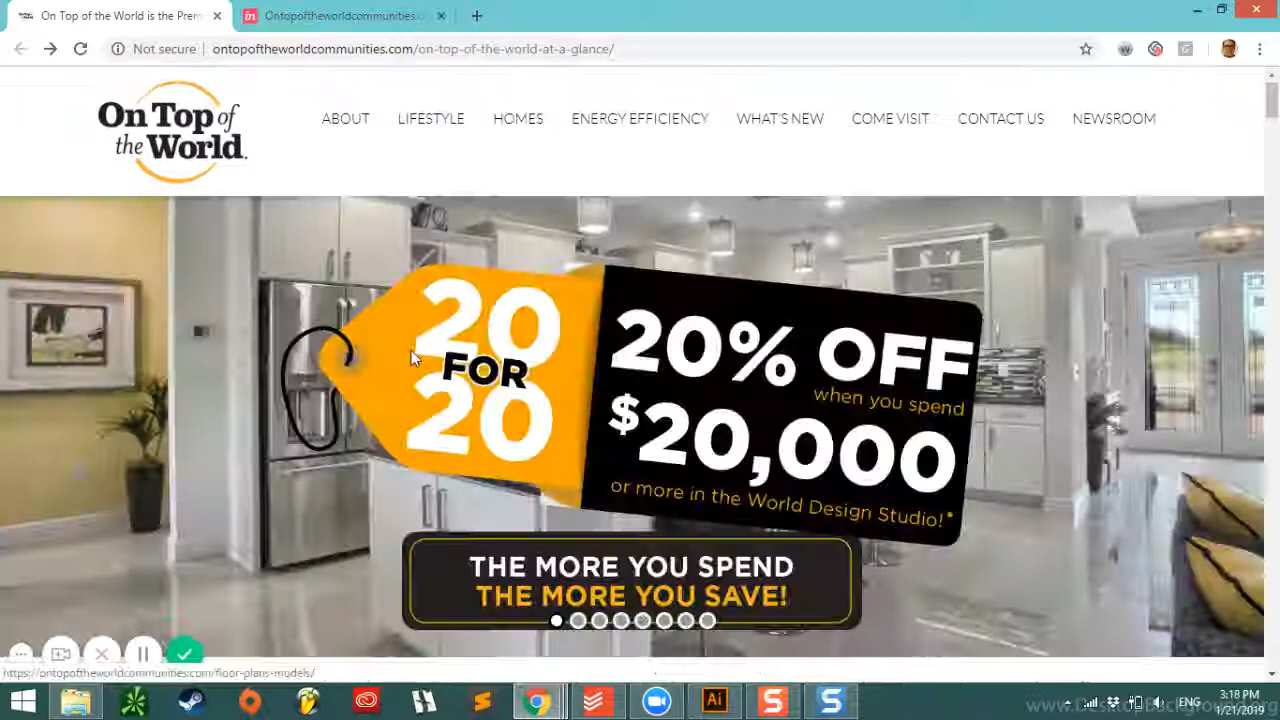 On Top of the World is the Prem
Ontopoftheworldcommunities.
Not secure
ontopoftheworldcommunities.com/on-top-of-the-world-at-a-glance/
On Top of
the World.
ABOUT
LIFESTYLE
HOMES
ENERGY EFFICIENCY
WHAT'S NEW
COME VISIT
CONTACT US
NEWSROOM
20
FOR
20
20% OFF
when you spend
$20,000
or more in the World Design Studio!*
THE MORE YOU SPEND
THE MORE YOU SAVE!
https://ontopoftheworldcommunities.com/floor-plans-models/
ENG
3:18 PM
1/21/2019